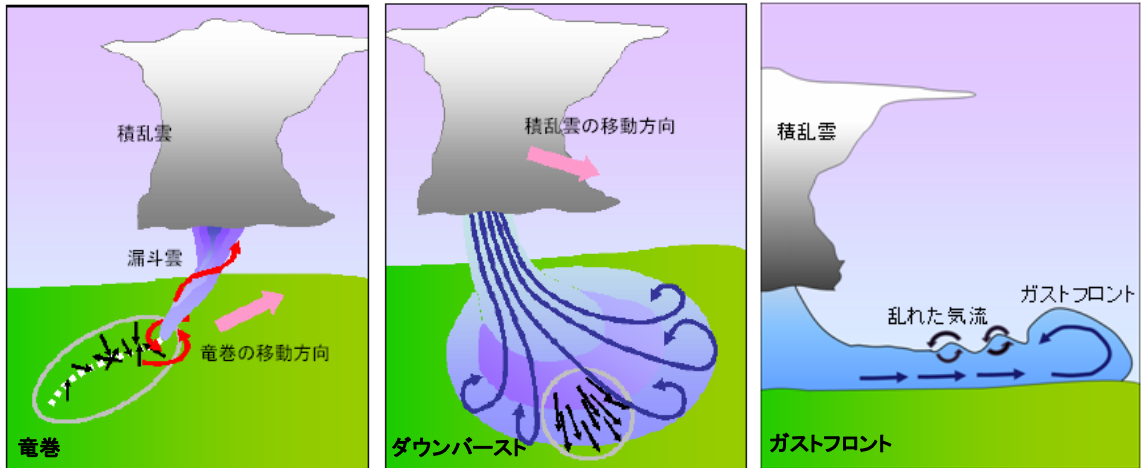 積乱雲
漏斗雲
竜巻の移動方向
竜巻
積乱雲の移動方向
ダウンバースト
積乱雲
ガストフロント
乱れた気流
ガストフロント